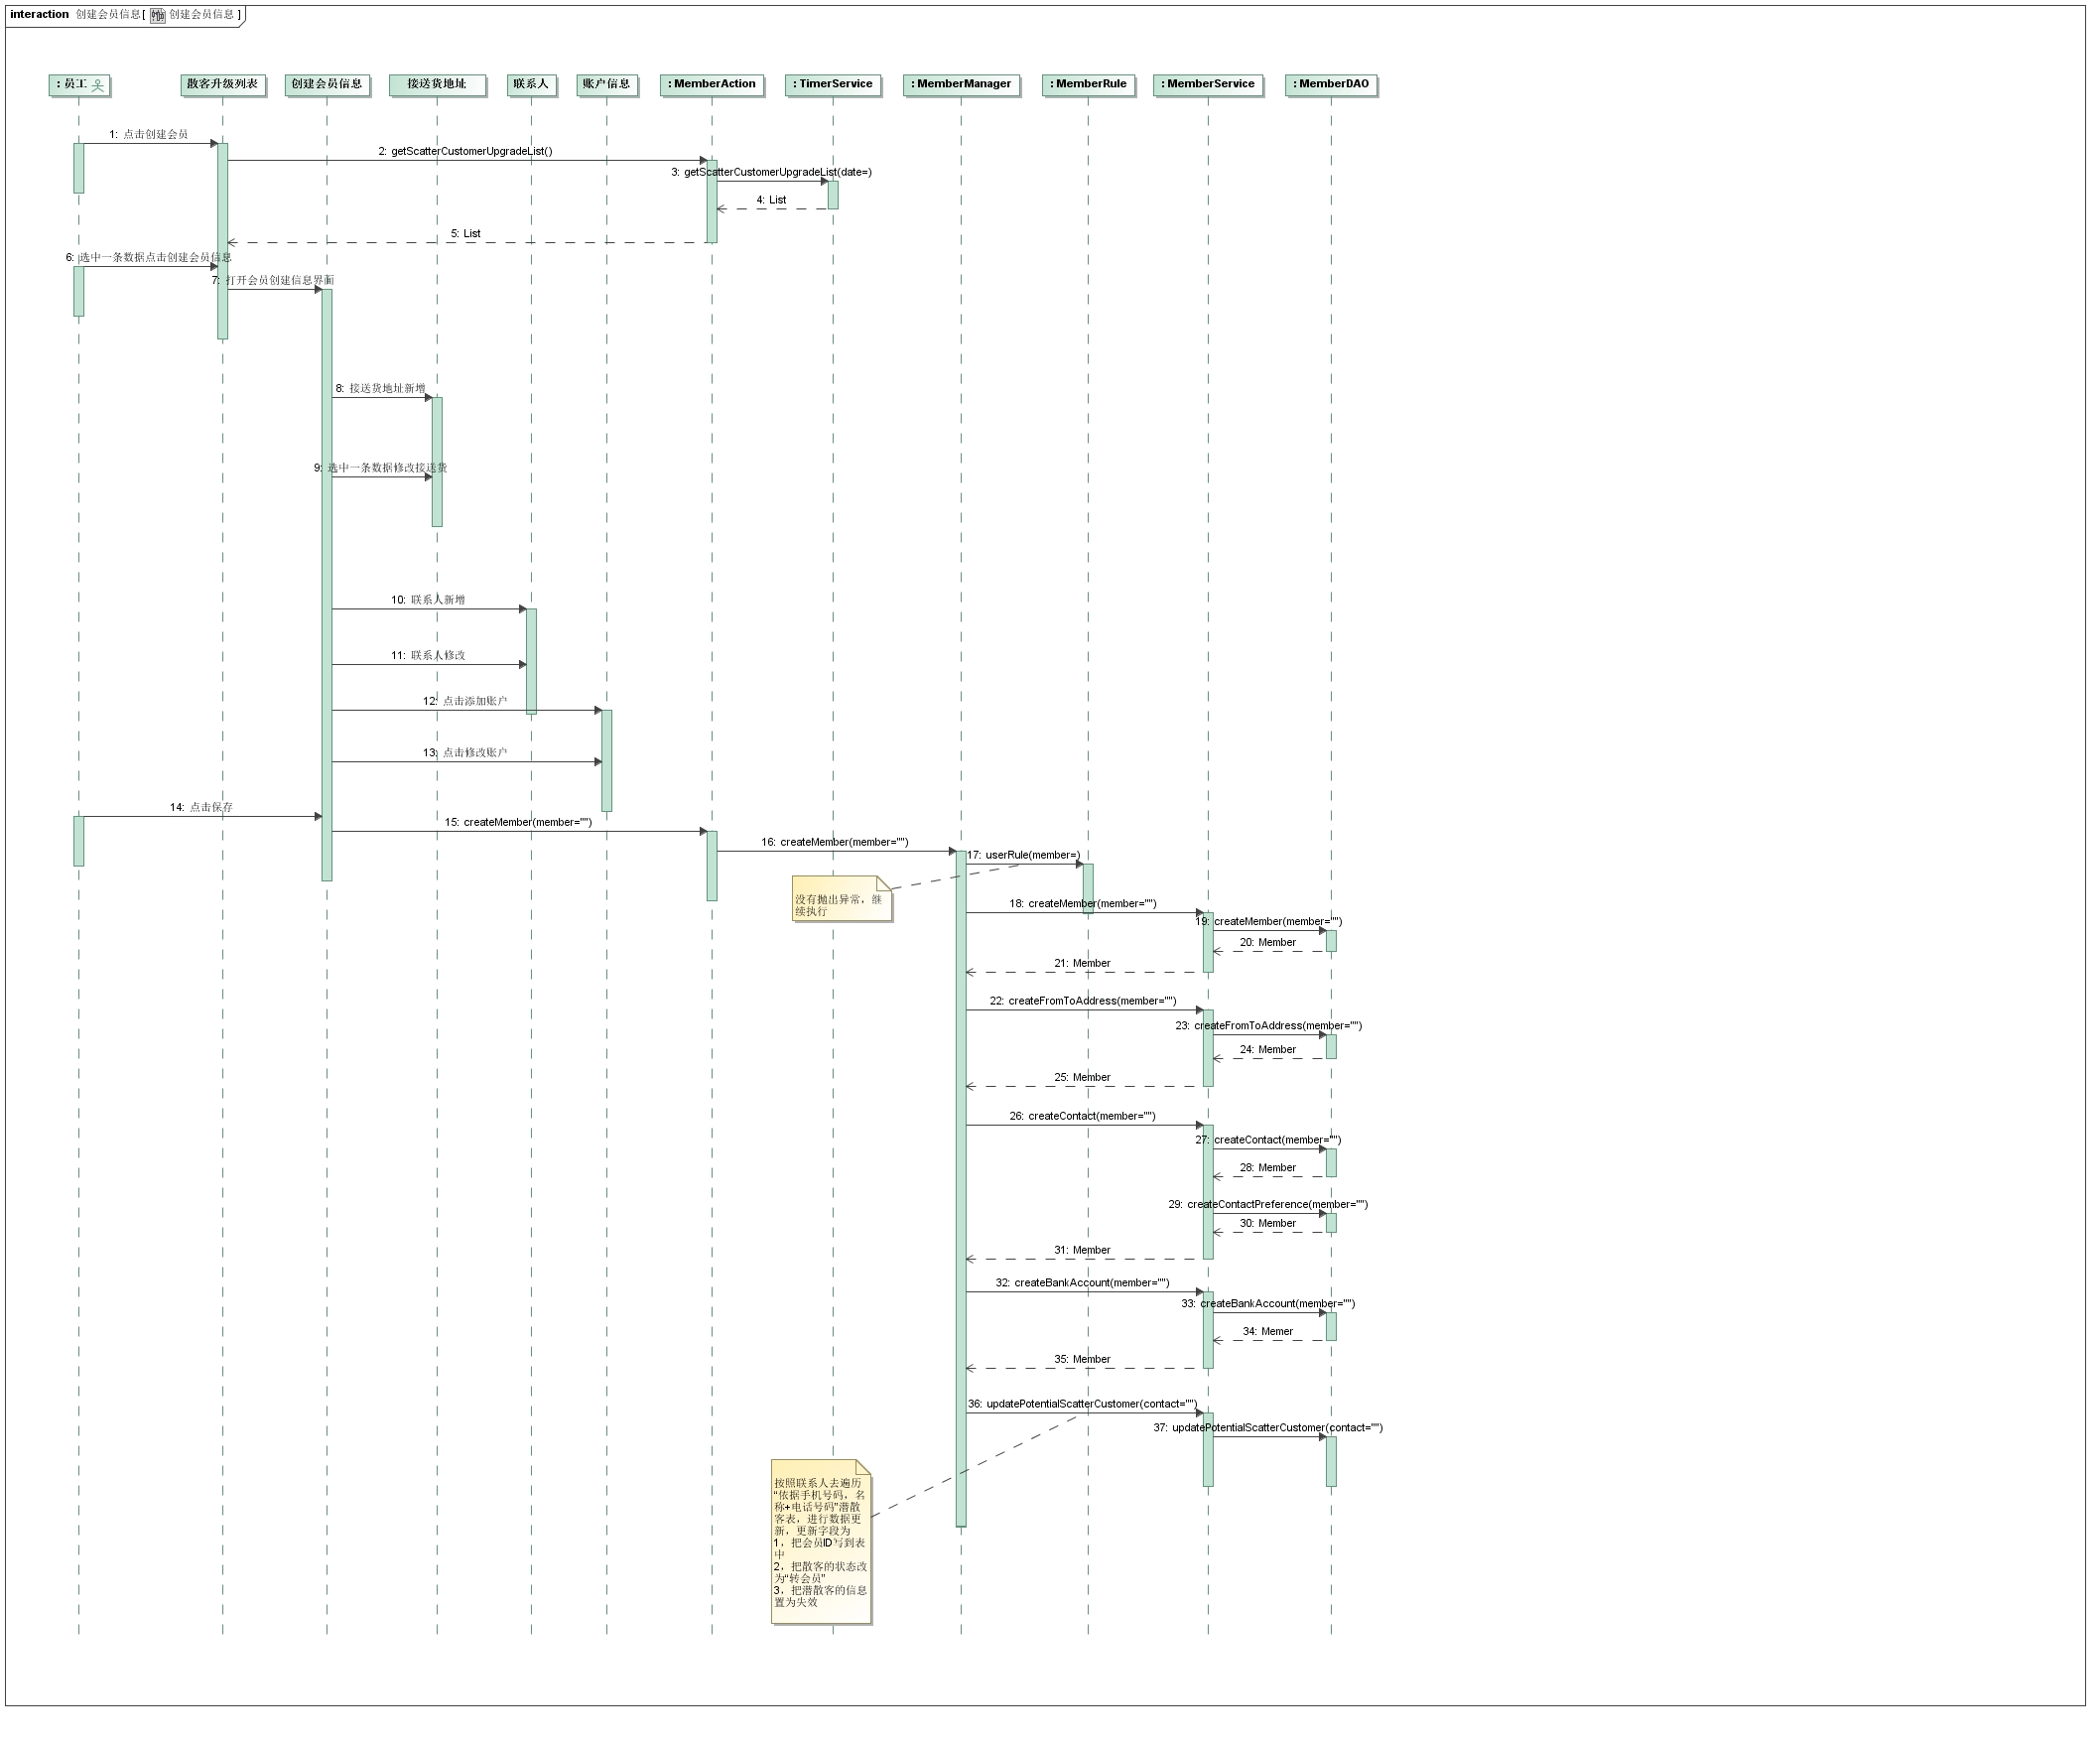 interaction 创建会员信息[ 创建会员信息 ]
: 员工
散客升级列表
创建会员信息
接送货地址
联系人
账户信息
: MemberAction
: TimerService
: MemberManager
: MemberRule
: MemberService
: MemberDAO
1: 点击创建会员
2: getScatterCustomerUpgradeList()
3: getScatterCustomerUpgradeList(date=)
4: List
5: List
6: 选中一条数据点击创建会员信息
7: 打开会员创建信息界面
8: 接送货地址新增
9: 选中一条数据修改接送货
10: 联系人新增
11: 联系人修改
12: 点击添加账户
13: 点击修改账户
14: 点击保存
15: createMember(member="")
16: createMember(member="")
17: userRule(member=)
没有抛出异常，继
续执行
18: createMember(member="")
19: createMember(member="")
20: Member
21: Member
22: createFromToAddress(member="")
23: createFromToAddress(member="")
24: Member
25: Member
26: createContact(member="")
27: createContact(member="")
28: Member
29: createContactPreference(member="")
30: Member
31: Member
32: createBankAccount(member="")
33: createBankAccount(member="")
34: Memer
35: Member
36: updatePotentialScatterCustomer(contact="")
37: updatePotentialScatterCustomer(contact="")
按照联系人去遍历
“依据手机号码，名
称+电话号码”潜散
客表，进行数据更
新，更新字段为
1，把会员ID写到表
中
2，把散客的状态改
为“转会员”
3，把潜散客的信息
置为失效